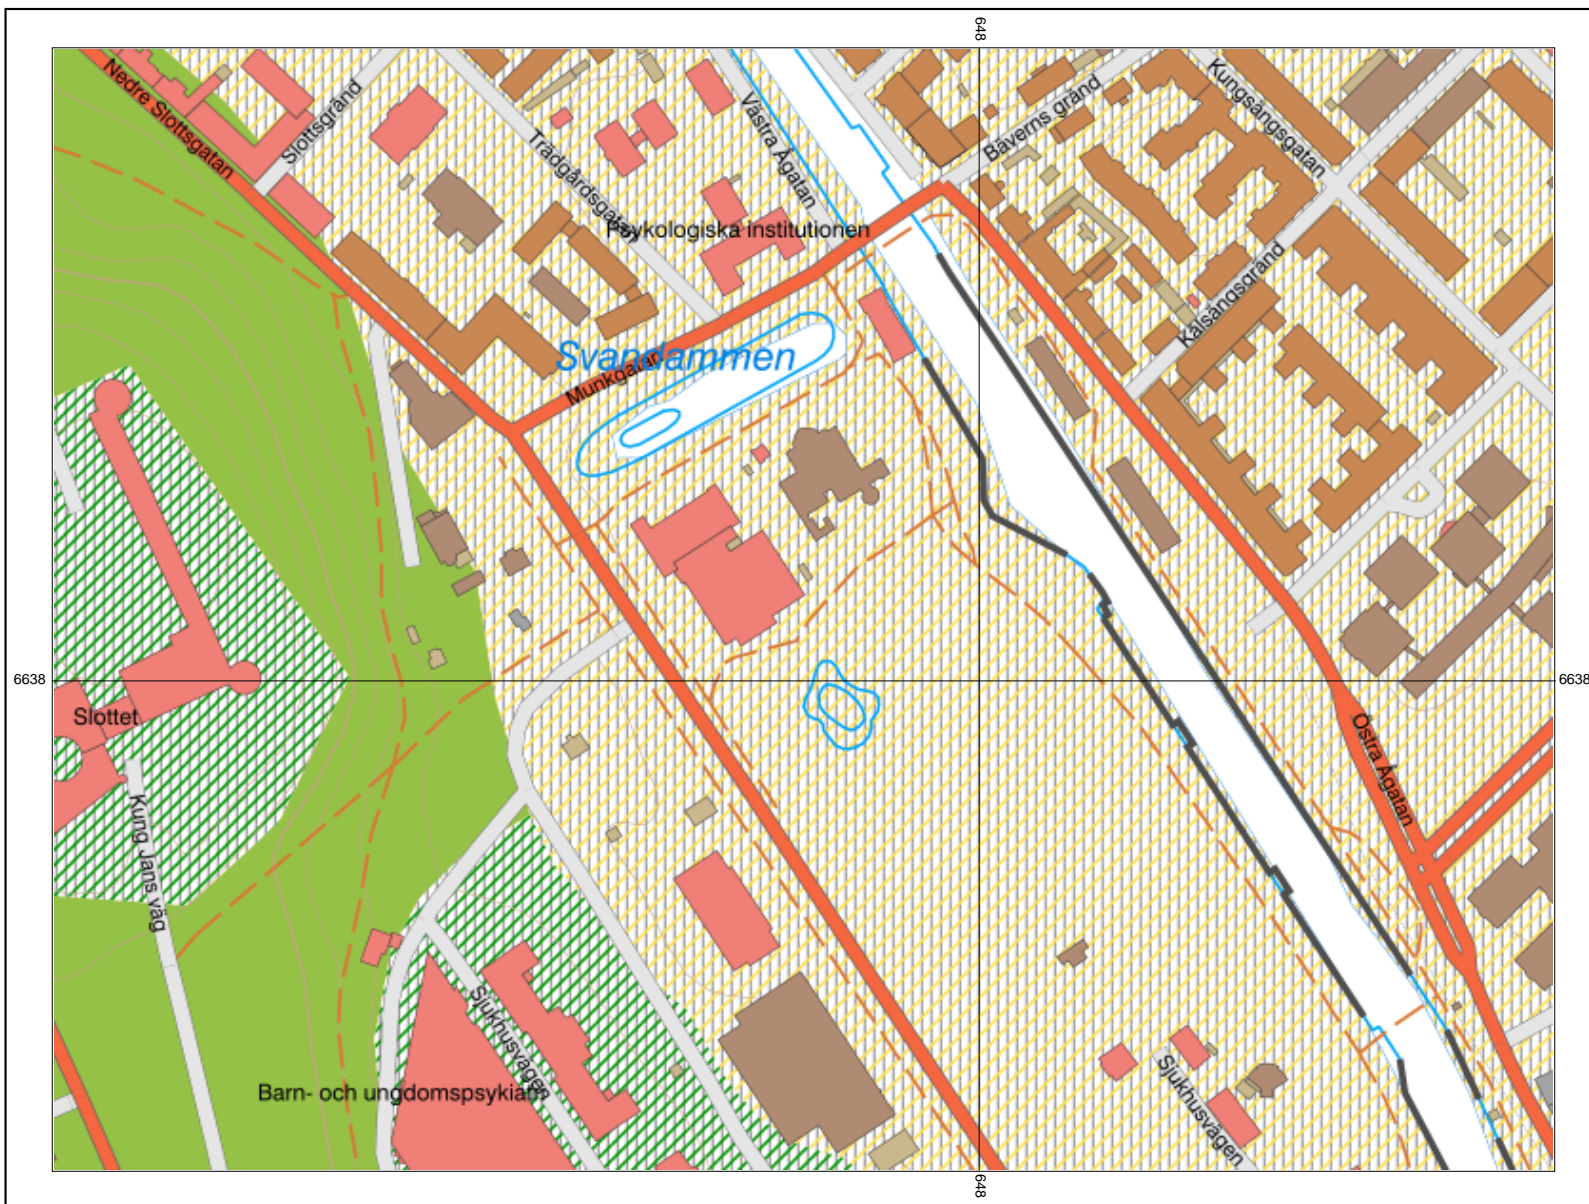 648
Nedre Slottsgatan
Slottsgränd
Trädgårdsgatan
Västra Ågatan
Bäverns gränd
Kungsängsgatan
Psykologiska institutionen
Kålsängsgränd
Svandammen
Munkgatan
6638
6638
Slottet
Östra Ågatan
Kung Jans väg
Sjukhusvägen
Barn- och ungdomspsykiatri
Sjukhusvägen
648